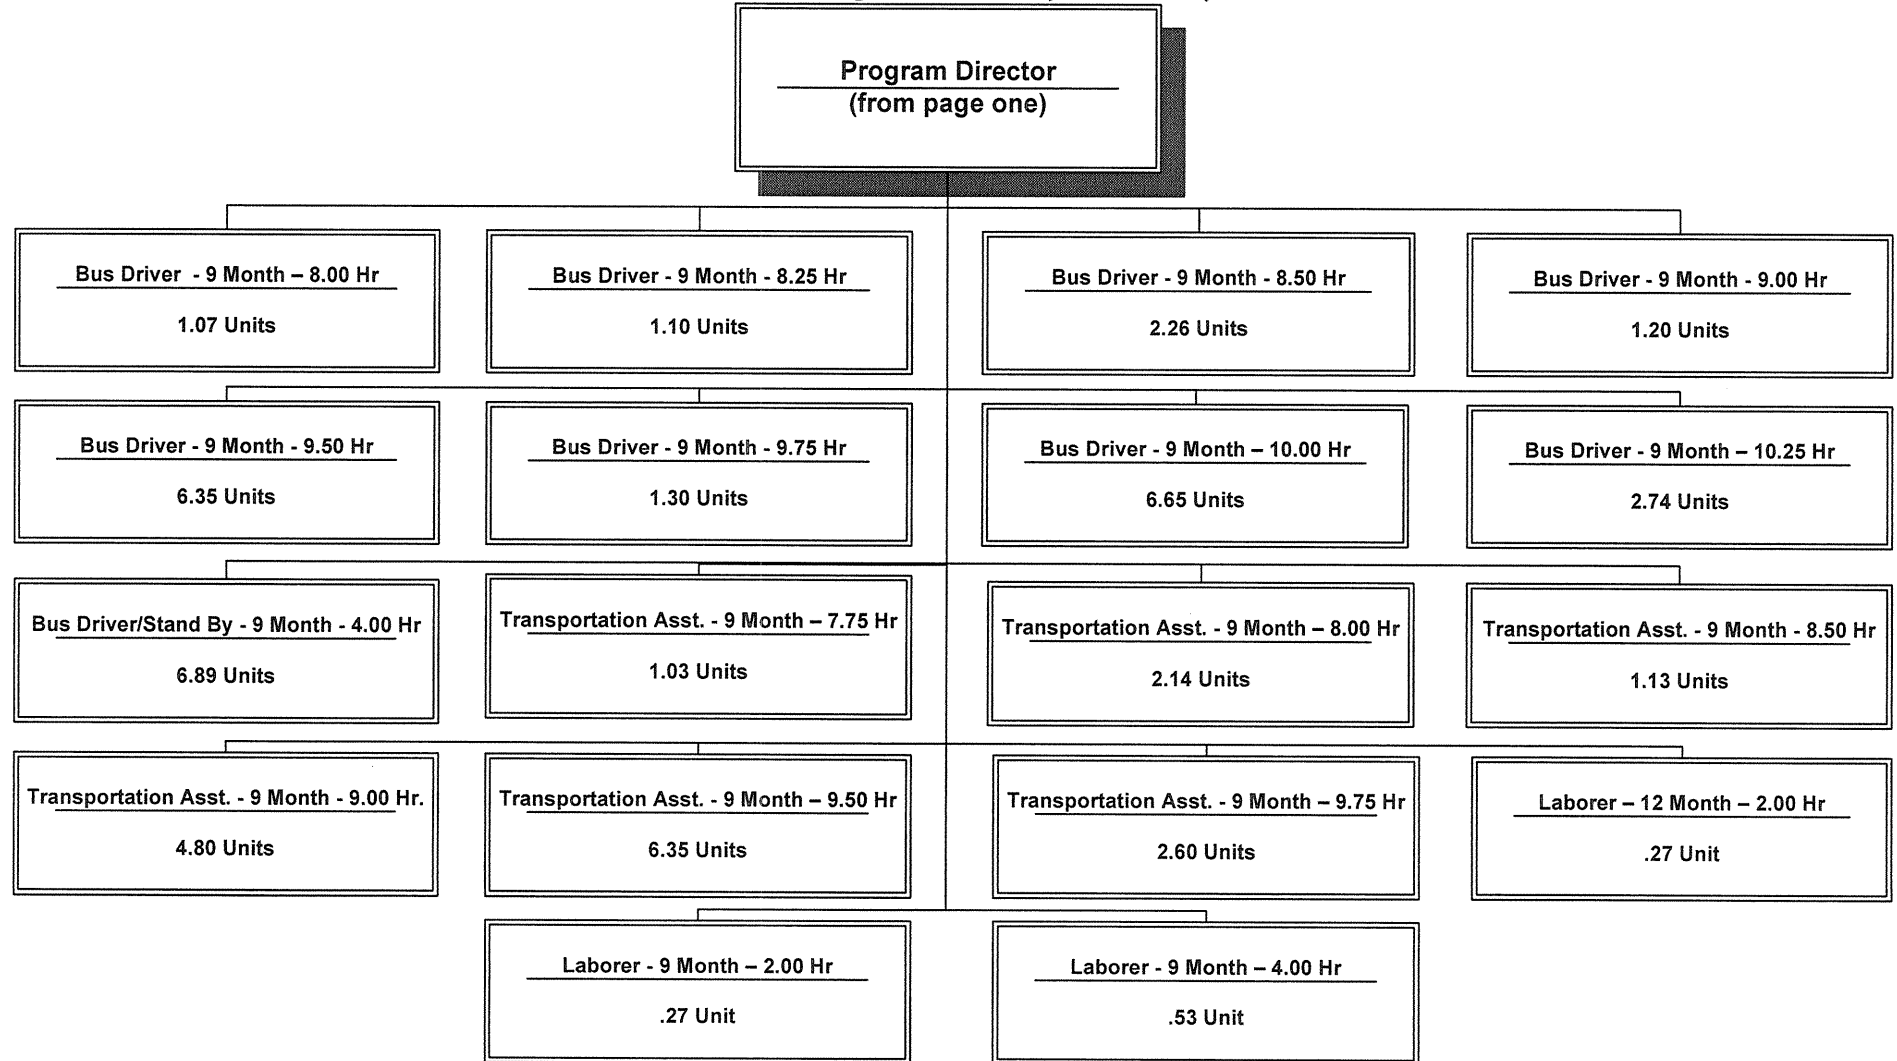 Program Director
(from page one)
Bus Driver - 9 Month – 8.00 Hr
1.07 Units
Bus Driver - 9 Month - 8.25 Hr
1.10 Units
Bus Driver - 9 Month - 8.50 Hr
2.26 Units
Bus Driver - 9 Month - 9.00 Hr
1.20 Units
Bus Driver - 9 Month - 9.50 Hr
6.35 Units
Bus Driver - 9 Month - 9.75 Hr
1.30 Units
Bus Driver - 9 Month – 10.00 Hr
6.65 Units
Bus Driver - 9 Month – 10.25 Hr
2.74 Units
Bus Driver/Stand By - 9 Month - 4.00 Hr
6.89 Units
Transportation Asst. - 9 Month – 7.75 Hr
1.03 Units
Transportation Asst. - 9 Month – 8.00 Hr
2.14 Units
Transportation Asst. - 9 Month - 8.50 Hr
1.13 Units
Transportation Asst. - 9 Month - 9.00 Hr.
4.80 Units
Transportation Asst. - 9 Month – 9.50 Hr
6.35 Units
Transportation Asst. - 9 Month – 9.75 Hr
2.60 Units
Laborer – 12 Month – 2.00 Hr
.27 Unit
Laborer - 9 Month – 2.00 Hr
.27 Unit
Laborer - 9 Month – 4.00 Hr
.53 Unit